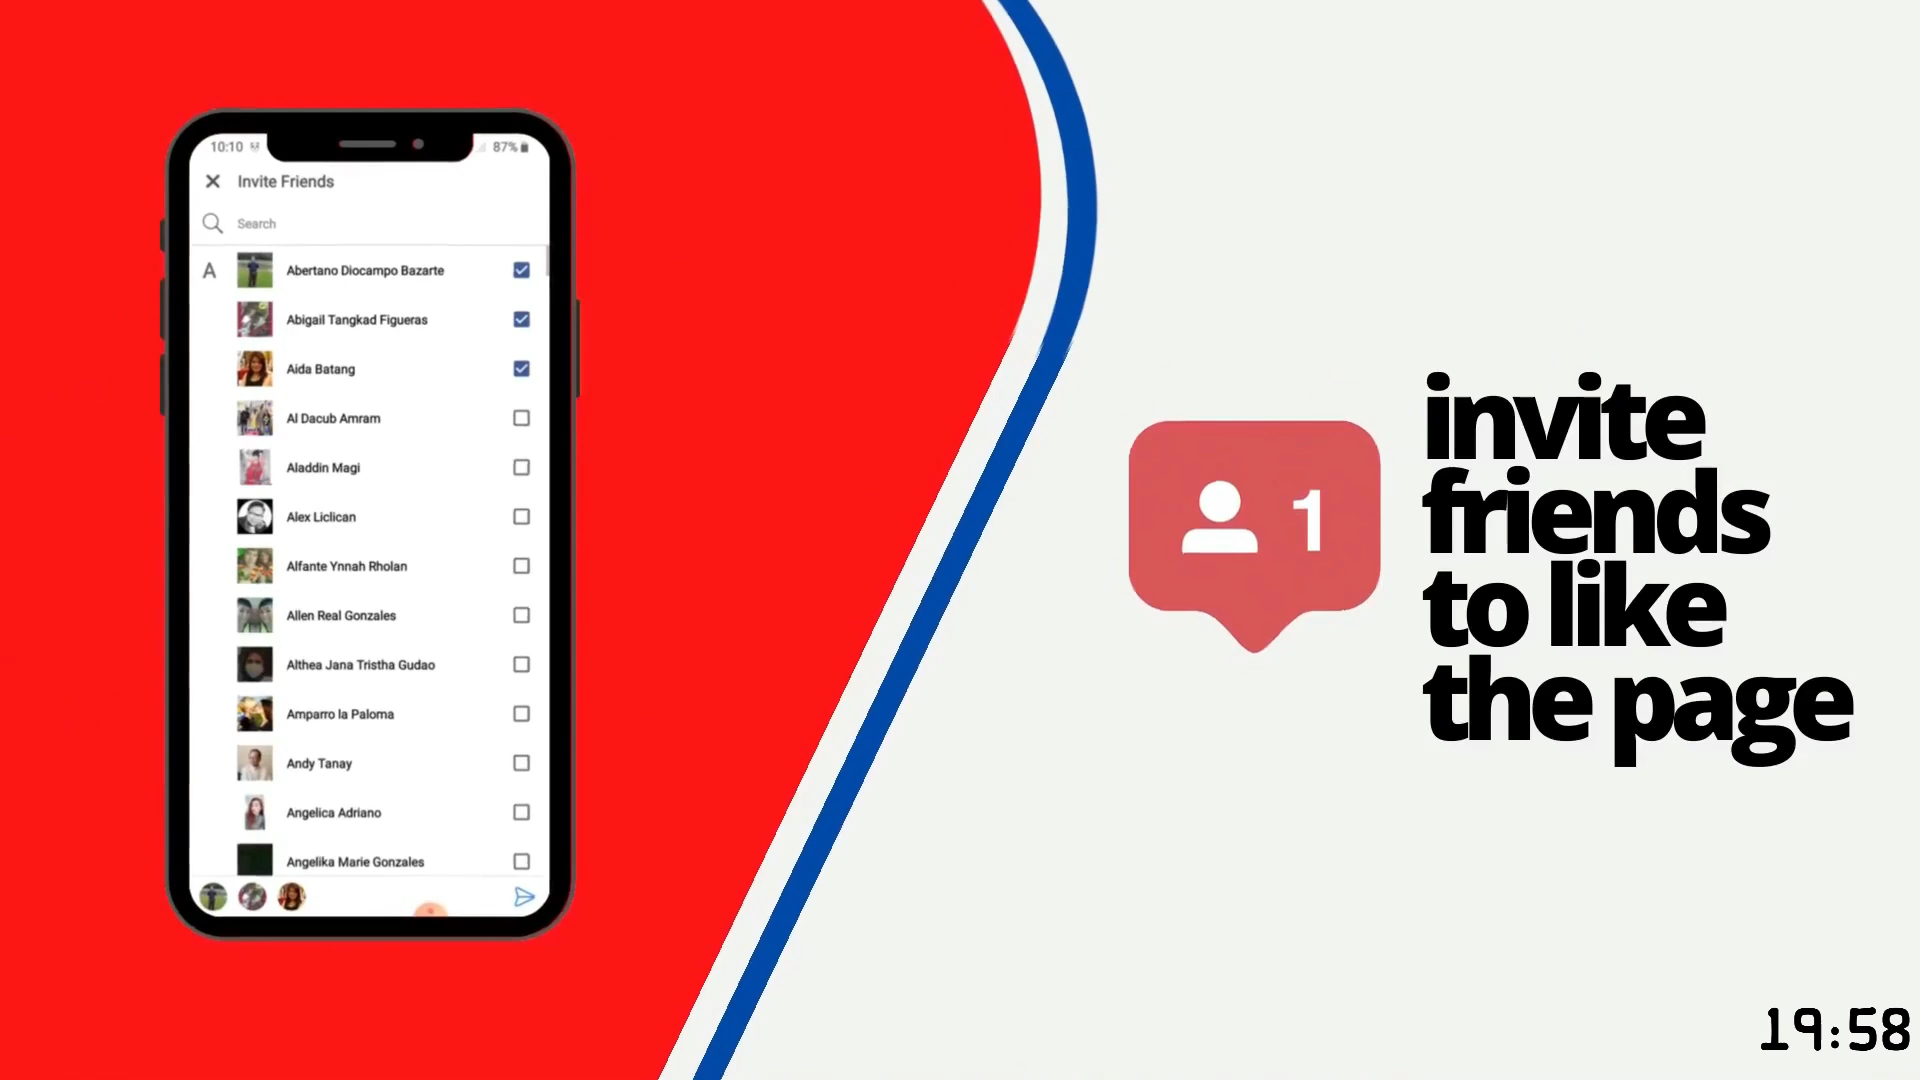 10:10
87%
Invite Friends
Search
A
Abertano Diocampo Bazarte
Abigail Tangkad Figueras
Aida Batang
Al Dacub Amram
Aladdin Magi
Alex Liclican
Alfante Ynnah Rholan
Allen Real Gonzales
Althea Jana Tristha Gudao
Amparro la Paloma
Andy Tanay
Angelica Adriano
Angelika Marie Gonzales
1
invite
friends
to like
the page
19:58